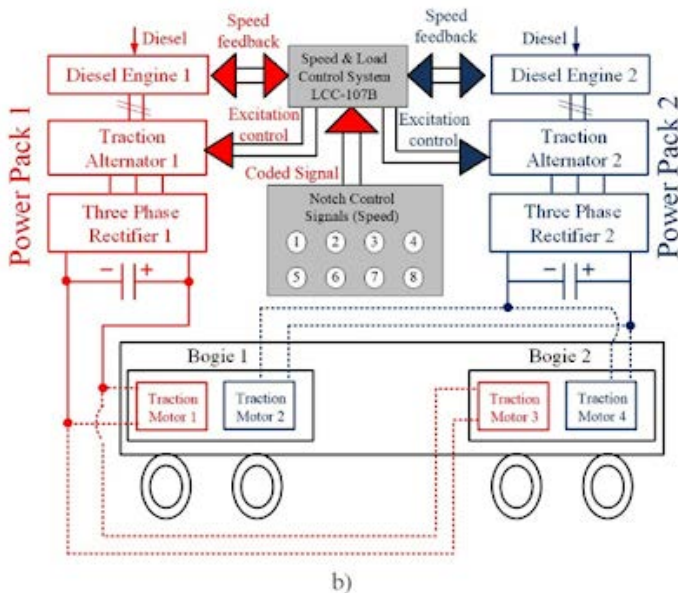 Speed
feedback
Speed
feedback
Diesel
Diesel
Diesel Engine 1
Speed & Load
Control System
LCC-107B
Diesel Engine 2
Excitation
control
Excitation
control
Traction
Alternator 1
Traction
Alternator 2
Coded Signal
Three Phase
Rectifier 1
Three Phase
Rectifier 2
Power Pack 1
Power Pack 2
Notch Control
Signals (Speed)
1 2 3 4
5 6 7 8
− +
− +
Bogie 1
Bogie 2
Traction
Motor 1
Traction
Motor 2
Traction
Motor 3
Traction
Motor 4
b)